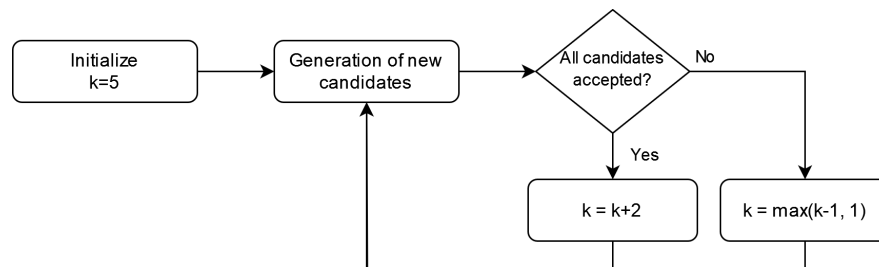 Initialize
k=5
Generation of new
candidates
All candidates
accepted?
No
Yes
k = k+2
k = max(k-1, 1)